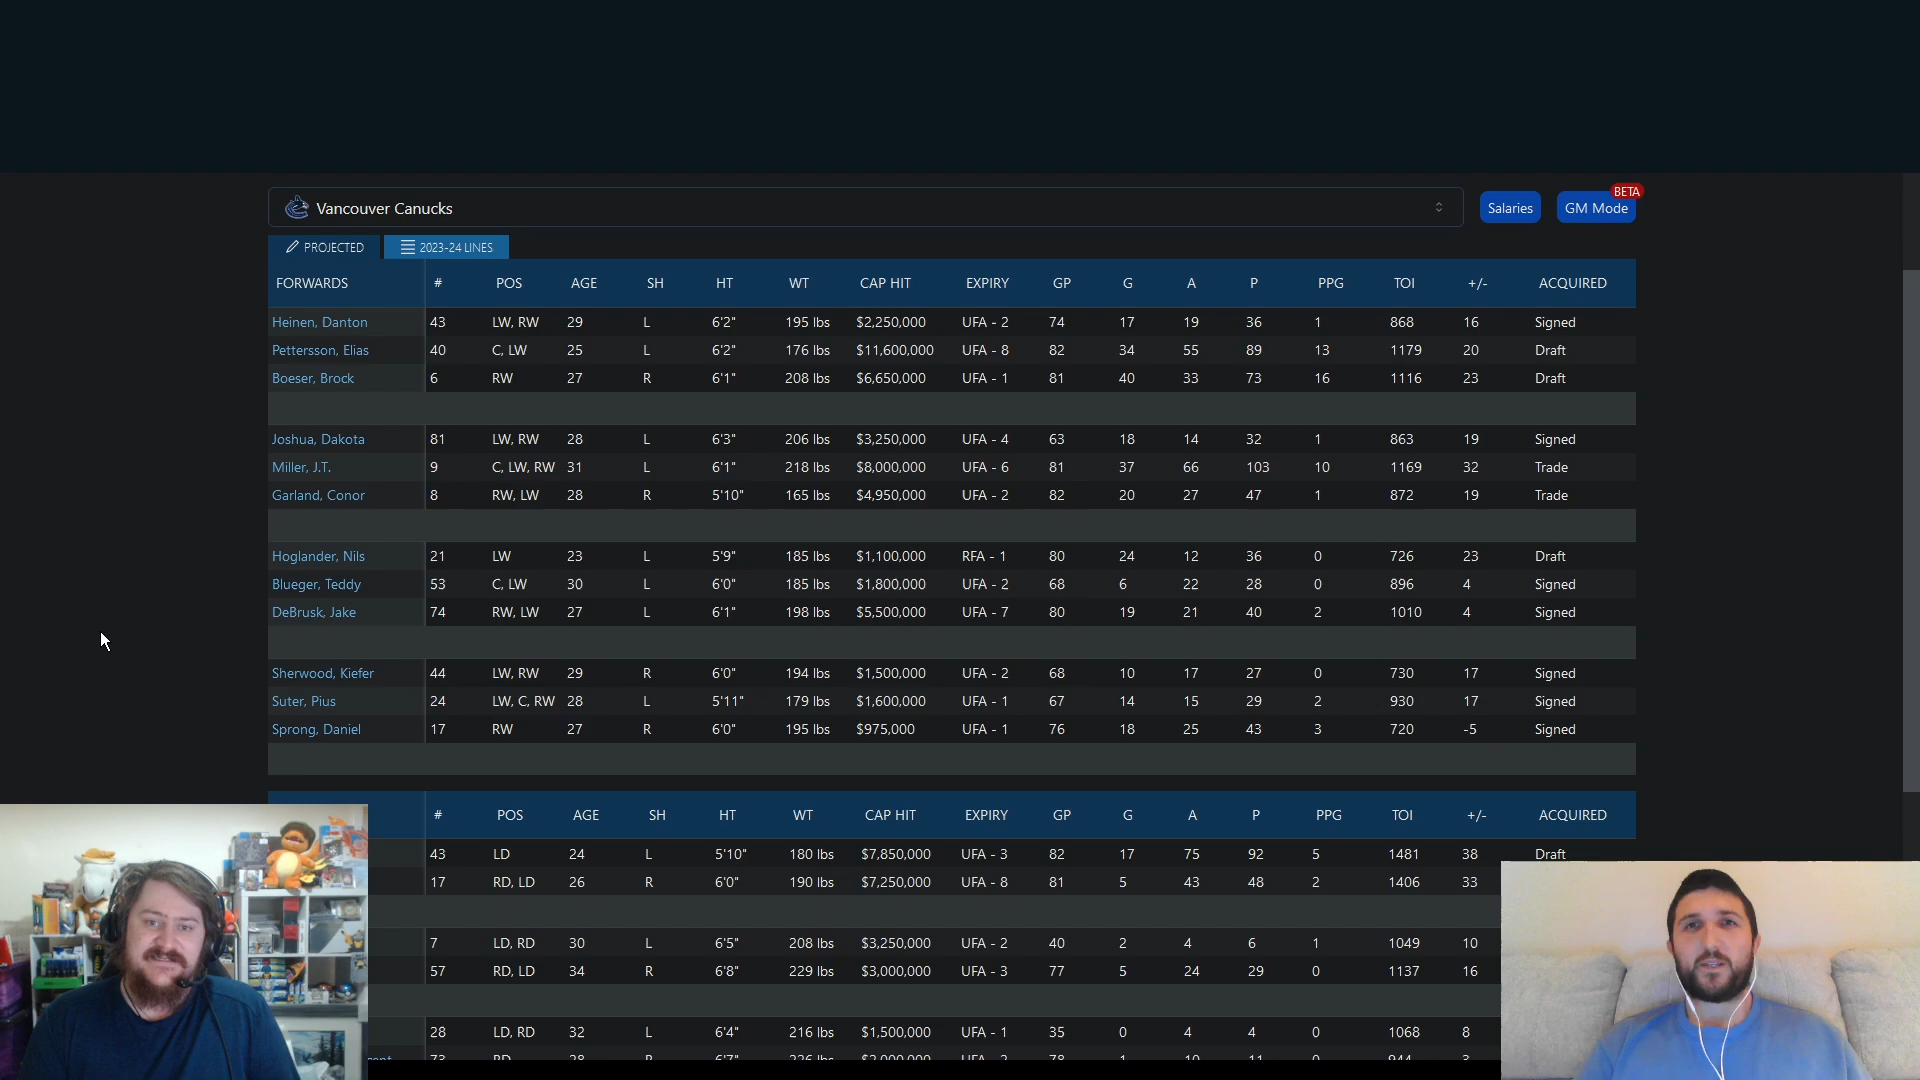 Vancouver Canucks
Salaries
GM Mode
BETA
PROJECTED
2023-24 LINES
FORWARDS # POS AGE SH HT WT CAP HIT EXPIRY GP G A P PPG TOI +/- ACQUIRED
Heinen, Danton 43 LW, RW 29 L 6'2" 195 lbs $2,250,000 UFA - 2 74 17 19 36 1 868 16 Signed
Pettersson, Elias 40 C, LW 25 L 6'2" 176 lbs $11,600,000 UFA - 8 82 34 55 89 13 1179 20 Draft
Boeser, Brock 6 RW 27 R 6'1" 208 lbs $6,650,000 UFA - 1 81 40 33 73 16 1116 23 Draft
Joshua, Dakota 81 LW, RW 28 L 6'3" 206 lbs $3,250,000 UFA - 4 63 18 14 32 1 863 19 Signed
Miller, J.T. 9 C, LW, RW 31 L 6'1" 218 lbs $8,000,000 UFA - 6 81 37 66 103 10 1169 32 Trade
Garland, Conor 8 RW, LW 28 R 5'10" 165 lbs $4,950,000 UFA - 2 82 20 27 47 1 872 19 Trade
Hoglander, Nils 21 LW 23 L 5'9" 185 lbs $1,100,000 RFA - 1 80 24 12 36 0 726 23 Draft
Blueger, Teddy 53 C, LW 30 L 6'0" 185 lbs $1,800,000 UFA - 2 68 6 22 28 0 896 4 Signed
DeBrusk, Jake 74 RW, LW 27 L 6'1" 198 lbs $5,500,000 UFA - 7 80 19 21 40 2 1010 4 Signed
Sherwood, Kiefer 44 LW, RW 29 R 6'0" 194 lbs $1,500,000 UFA - 2 68 10 17 27 0 730 17 Signed
Suter, Pius 24 LW, C, RW 28 L 5'11" 179 lbs $1,600,000 UFA - 1 67 14 15 29 2 930 17 Signed
Sprong, Daniel 17 RW 27 R 6'0" 195 lbs $975,000 UFA - 1 76 18 25 43 3 720 -5 Signed
# POS AGE SH HT WT CAP HIT EXPIRY GP G A P PPG TOI +/- ACQUIRED
43 LD 24 L 5'10" 180 lbs $7,850,000 UFA - 3 82 17 75 92 5 1481 38 Draft
17 RD, LD 26 R 6'0" 190 lbs $7,250,000 UFA - 8 81 5 43 48 2 1406 33
7 LD, RD 30 L 6'5" 208 lbs $3,250,000 UFA - 2 40 2 4 6 1 1049 10
57 RD, LD 34 R 6'8" 229 lbs $3,000,000 UFA - 3 77 5 24 29 0 1137 16
28 LD, RD 32 L 6'4" 216 lbs $1,500,000 UFA - 1 35 0 4 4 0 1068 8
73 RD 28 R 6'7" 226 lbs $2,000,000 UFA - 2 78 1 10 11 0 944 3